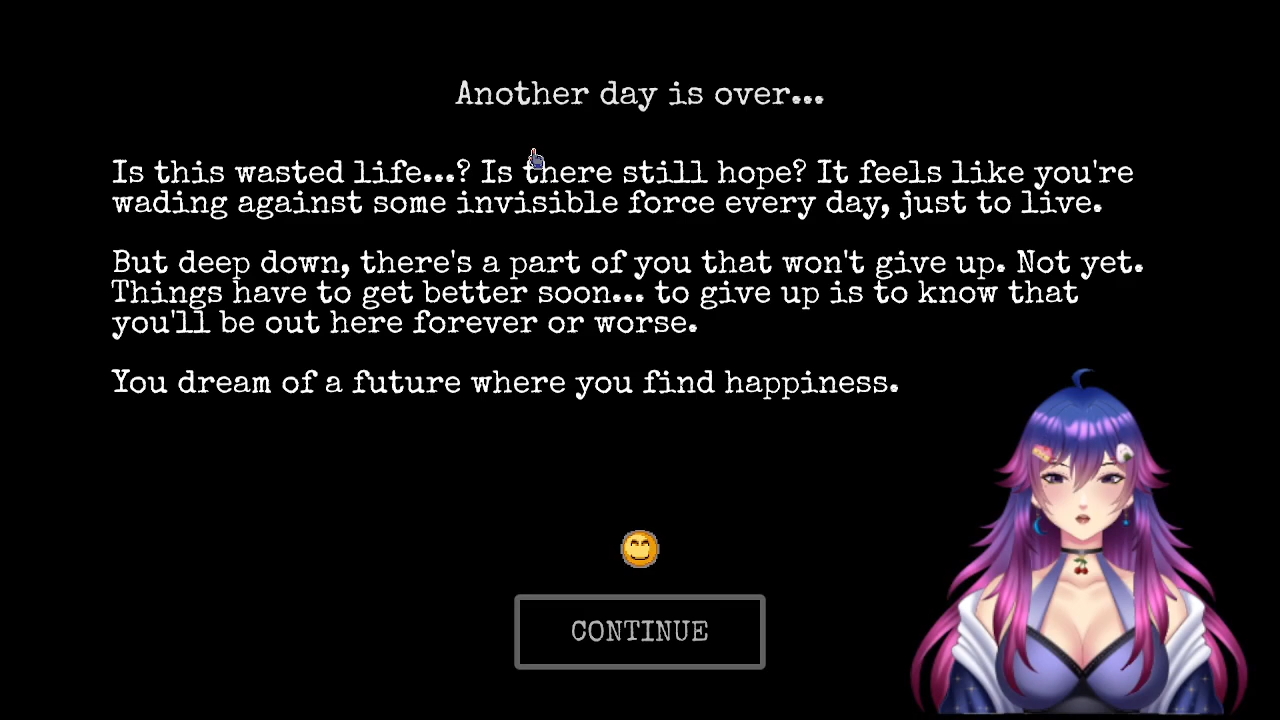 Another day is over...
Is this wasted life...? Is there still hope? It feels like you're
wading against some invisible force every day, just to live.
But deep down, there's a part of you that won't give up. Not yet.
Things have to get better soon... to give up is to know that
you'll be out here forever or worse.
You dream of a future where you find happiness.
CONTINUE